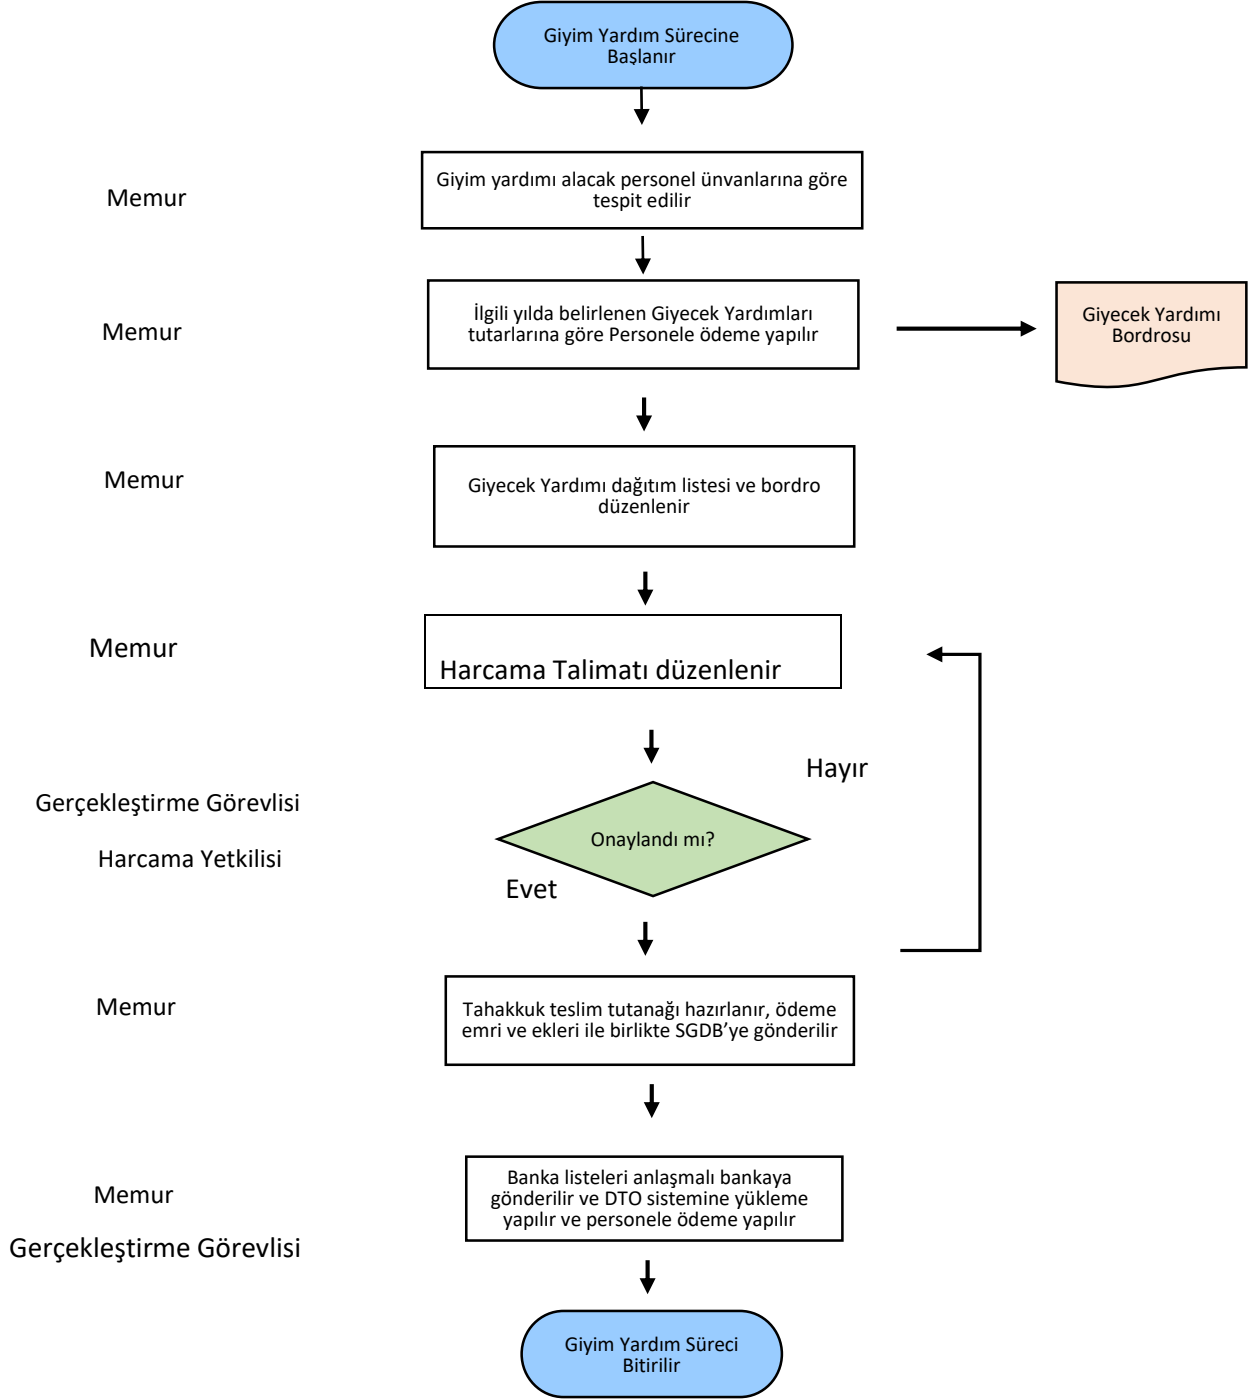 Giyim Yardım Sürecine
Başlanır
Memur
Giyim yardımı alacak personel ünvanlarına göre
tespit edilir
Memur
İlgili yılda belirlenen Giyecek Yardımları
tutarlarına göre Personele ödeme yapılır
Giyecek Yardımı
Bordrosu
Memur
Giyecek Yardımı dağıtım listesi ve bordro
düzenlenir
Memur
Harcama Talimatı düzenlenir
Hayır
Gerçekleştirme Görevlisi
Harcama Yetkilisi
Onaylandı mı?
Evet
Memur
Tahakkuk teslim tutanağı hazırlanır, ödeme
emri ve ekleri ile birlikte SGDB’ye gönderilir
Memur
Gerçekleştirme Görevlisi
Banka listeleri anlaşmalı bankaya
gönderilir ve DTO sistemine yükleme
yapılır ve personele ödeme yapılır
Giyim Yardım Süreci
Bitirilir